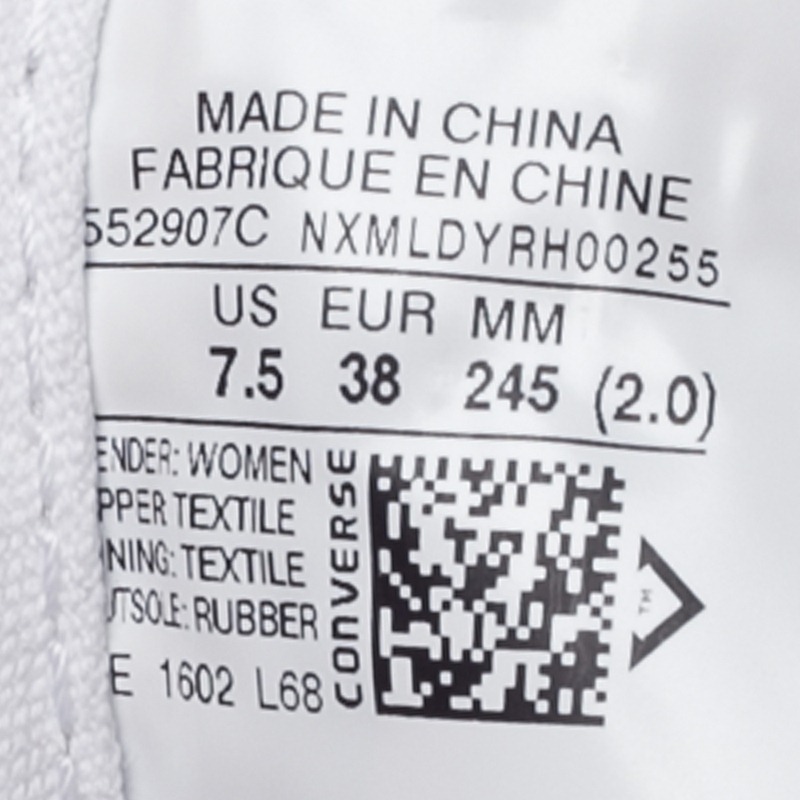 MADE IN CHINA
FABRIQUE EN CHINE
552907C NXMLDYRH00255
US EUR MM
7.5 38 245 (2.0)
ENDER: WOMEN
PPER TEXTILE
NING: TEXTILE
UTSOLE: RUBBER
E 1602 L68
CONVERSE
TM